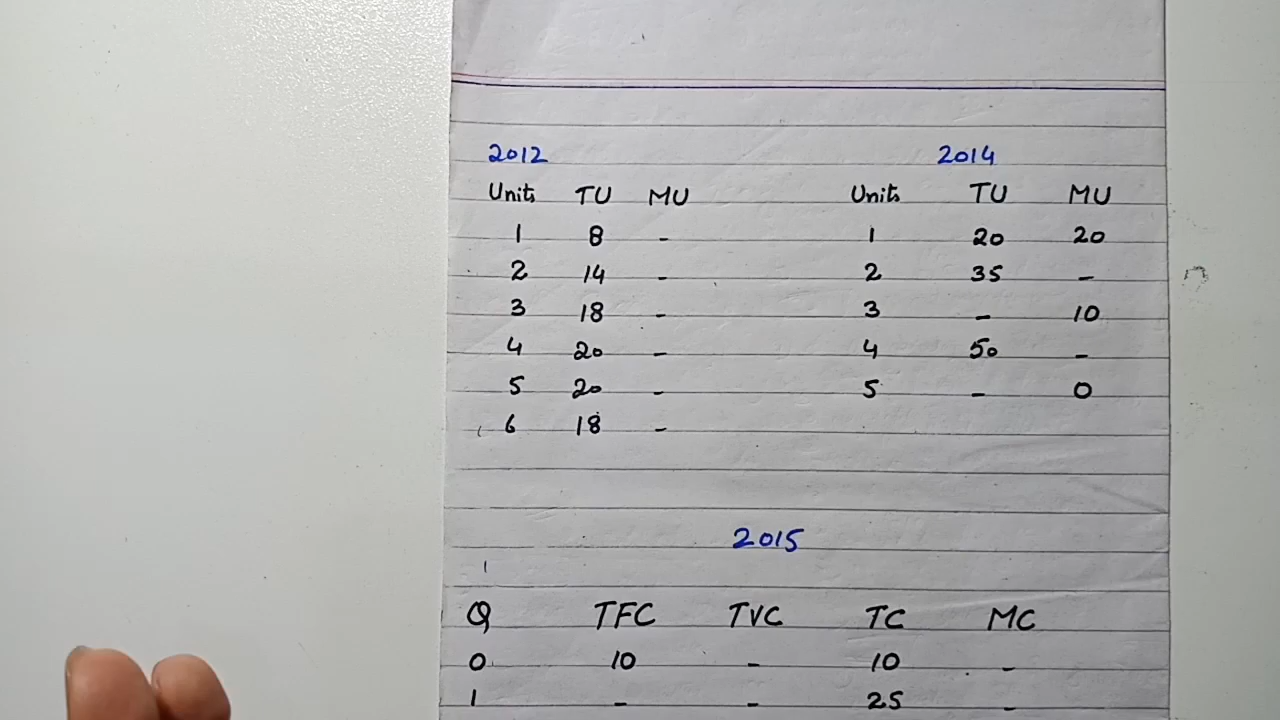 2012 2014
Units TU MU Units TU MU
1 8 - 1 20 20
2 14 - 2 35 -
3 18 - 3 - 10
4 20 - 4 50 -
5 20 - 5 - 0
6 18 -
2015
Q TFC TVC TC MC
0 10 - 10 -
1 - - 25 -